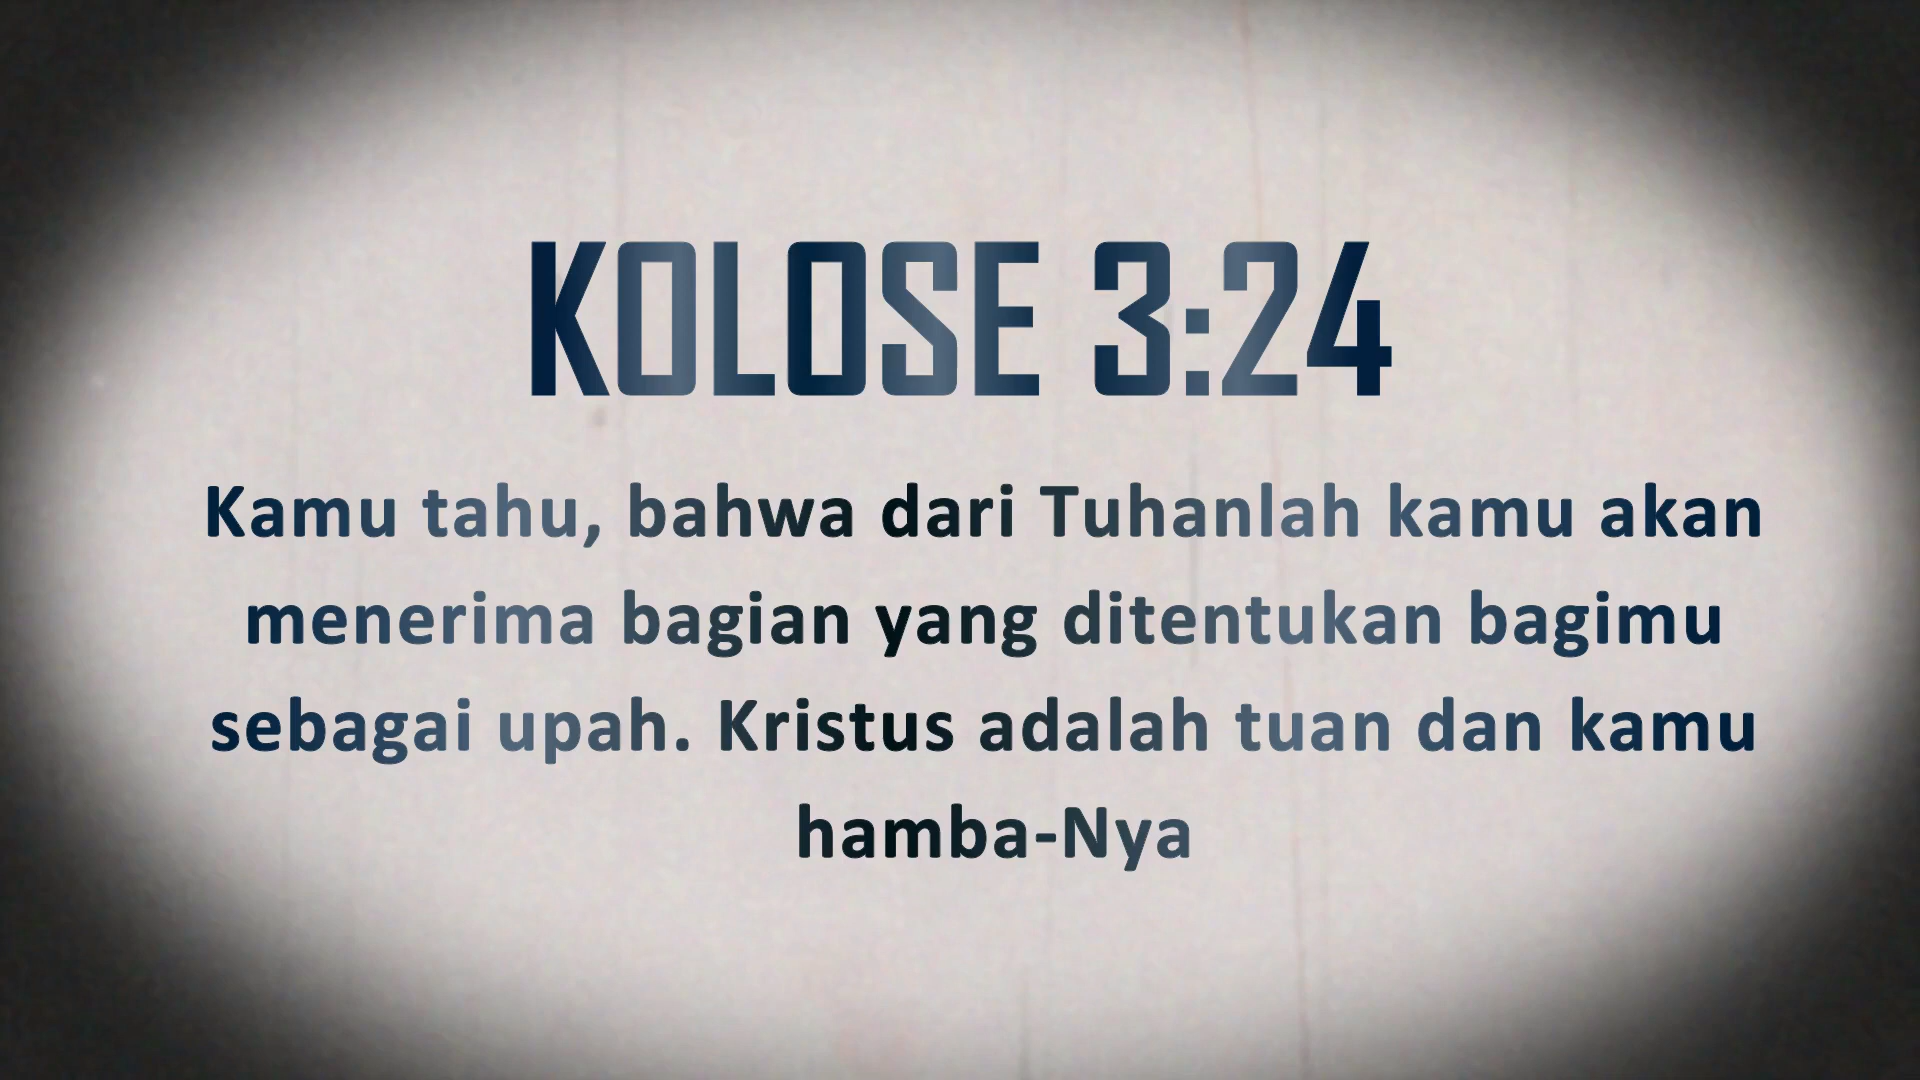 KOLOSE 3:24
Kamu tahu, bahwa dari Tuhanlah kamu akan
menerima bagian yang ditentukan bagimu
sebagai upah. Kristus adalah tuan dan kamu
hamba-Nya